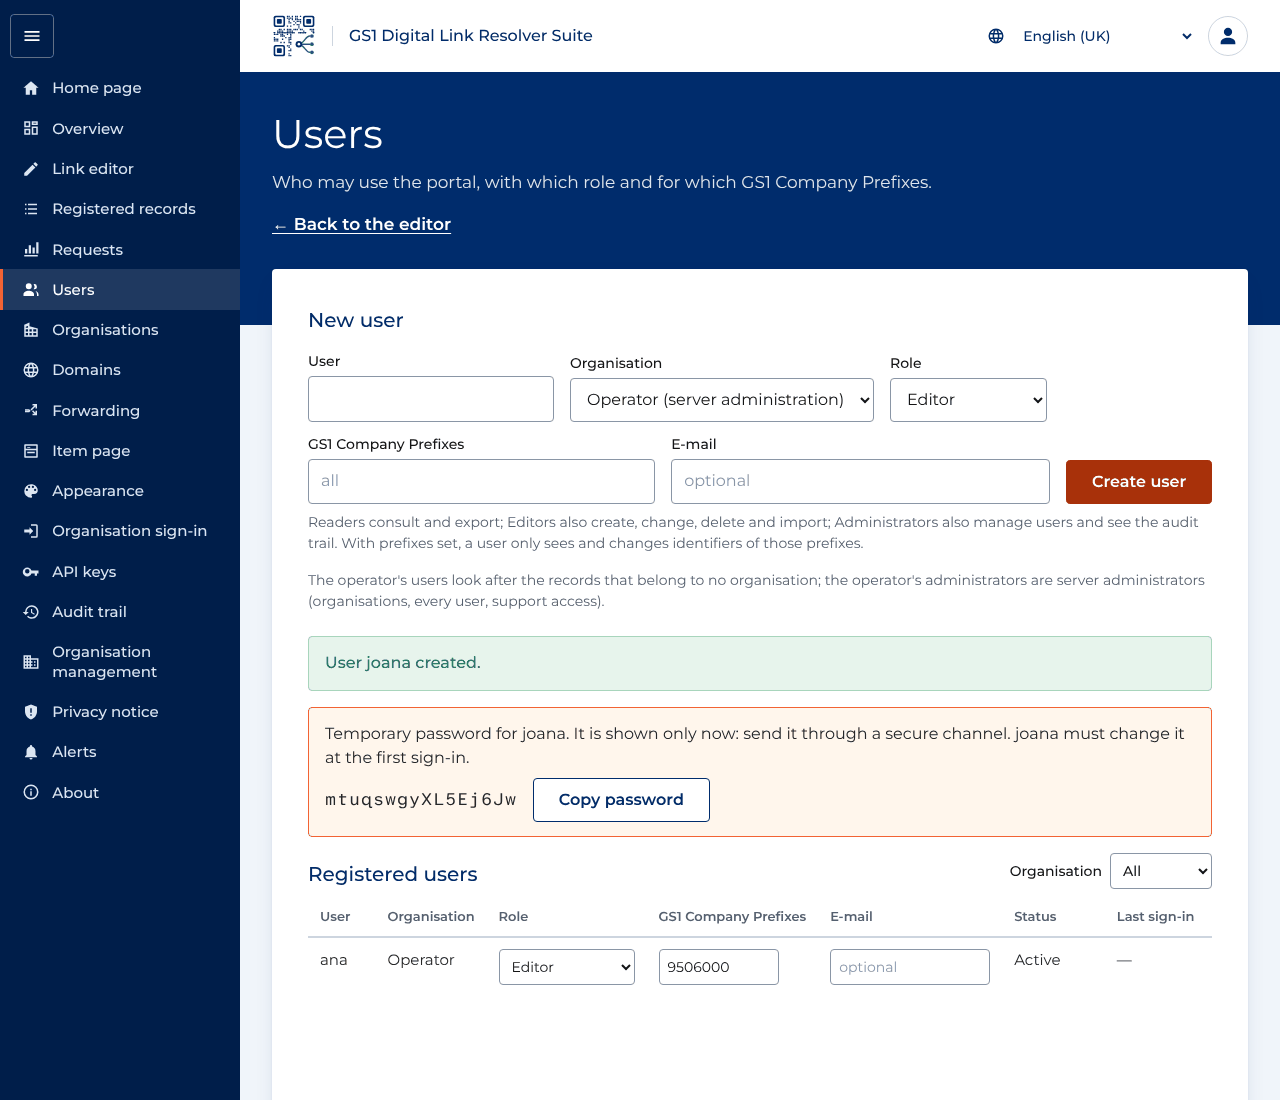 GS1 Digital Link Resolver Suite
English (UK)
Home page
Overview
Link editor
Registered records
Requests
Users
Organisations
Domains
Forwarding
Item page
Appearance
Organisation sign-in
API keys
Audit trail
Organisation
management
Privacy notice
Alerts
About
Users
Who may use the portal, with which role and for which GS1 Company Prefixes.
← Back to the editor
New user
User
Organisation
Role
Operator (server administration)
Editor
GS1 Company Prefixes
E-mail
all
optional
Create user
Readers consult and export; Editors also create, change, delete and import; Administrators also manage users and see the audit
trail. With prefixes set, a user only sees and changes identifiers of those prefixes.
The operator's users look after the records that belong to no organisation; the operator's administrators are server administrators
(organisations, every user, support access).
User joana created.
Temporary password for joana. It is shown only now: send it through a secure channel. joana must change it
at the first sign-in.
mtuqswgyXL5Ej6Jw
Copy password
Registered users
Organisation
All
User Organisation Role GS1 Company Prefixes E-mail Status Last sign-in
ana Operator Editor 9506000 optional Active —